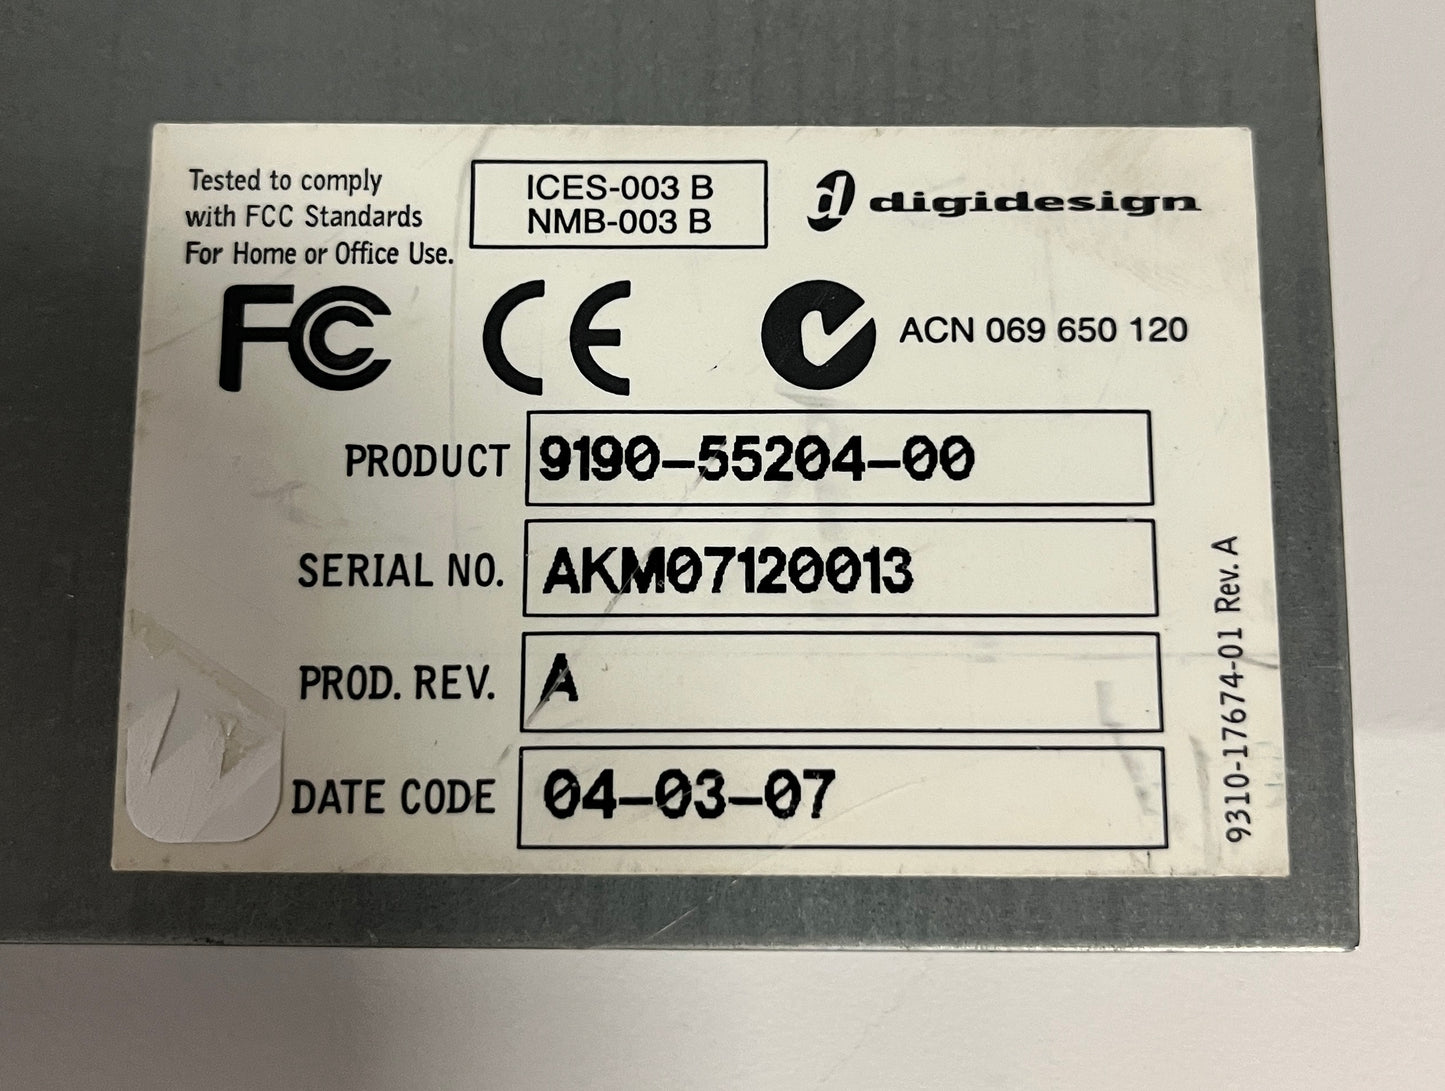 Tested to comply
with FCC Standards
For Home or Office Use.
ICES-003 B
NMB-003 B
d digidesign
FC CE ACN 069 650 120
PRODUCT 9190-55204-00
SERIAL NO. AKM07120013
PROD. REV. A
DATE CODE 04-03-07
9310-17674-01 Rev. A